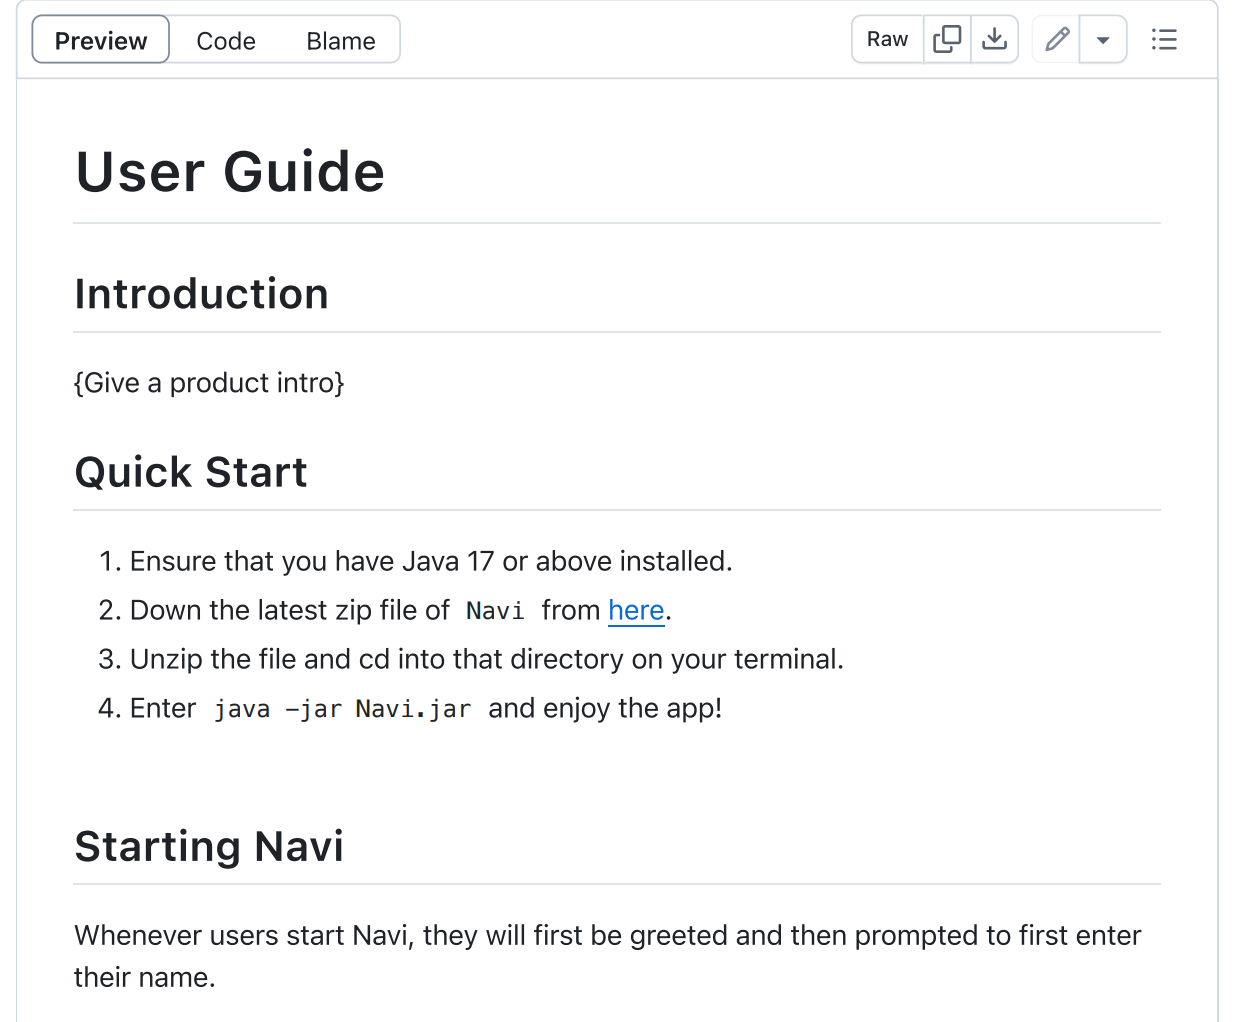 Preview Code Blame Raw
User Guide
Introduction
{Give a product intro}
Quick Start
1. Ensure that you have Java 17 or above installed.
2. Down the latest zip file of Navi from here.
3. Unzip the file and cd into that directory on your terminal.
4. Enter java -jar Navi.jar and enjoy the app!
Starting Navi
Whenever users start Navi, they will first be greeted and then prompted to first enter
their name.